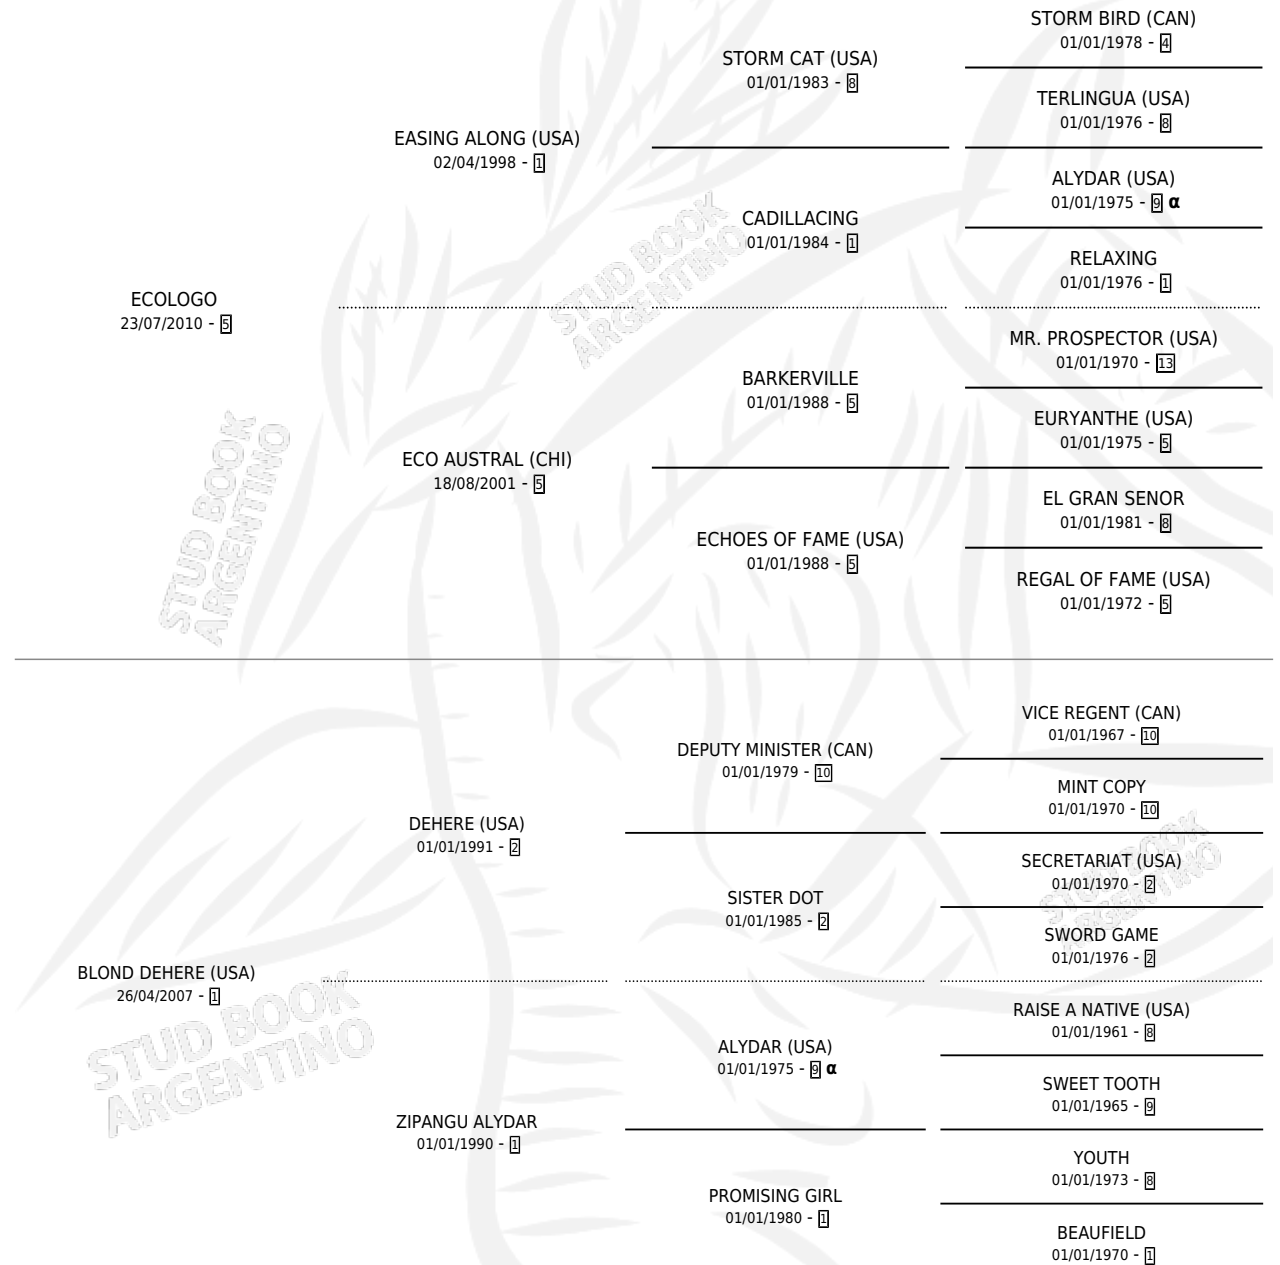 STORM BIRD (CAN)
01/01/1978 - 4
STORM CAT (USA)
01/01/1983 - 8
TERLINGUA (USA)
01/01/1976 - 8
EASING ALONG (USA)
02/04/1998 - 1
ALYDAR (USA)
01/01/1975 - 9 α
CADILLACING
01/01/1984 - 1
RELAXING
01/01/1976 - 1
ECOLOGO
23/07/2010 - 5
STUD BOOK
ARGENTINO
MR. PROSPECTOR (USA)
01/01/1970 - 13
BARKERVILLE
01/01/1988 - 5
EURYANTHE (USA)
01/01/1975 - 5
ECO AUSTRAL (CHI)
18/08/2001 - 5
EL GRAN SENOR
01/01/1981 - 8
ECHOES OF FAME (USA)
01/01/1988 - 5
REGAL OF FAME (USA)
01/01/1972 - 5
STUD BOOK
ARGENTINO
VICE REGENT (CAN)
01/01/1967 - 10
DEPUTY MINISTER (CAN)
01/01/1979 - 10
MINT COPY
01/01/1970 - 10
DEHERE (USA)
01/01/1991 - 2
SECRETARIAT (USA)
01/01/1970 - 2
SISTER DOT
01/01/1985 - 2
SWORD GAME
01/01/1976 - 2
STUD BOOK
ARGENTINO
BLOND DEHERE (USA)
26/04/2007 - 1
RAISE A NATIVE (USA)
01/01/1961 - 8
ALYDAR (USA)
01/01/1975 - 9 α
SWEET TOOTH
01/01/1965 - 9
STUD BOOK
ARGENTINO
ZIPANGU ALYDAR
01/01/1990 - 1
YOUTH
01/01/1973 - 8
PROMISING GIRL
01/01/1980 - 1
BEAUFIELD
01/01/1970 - 1